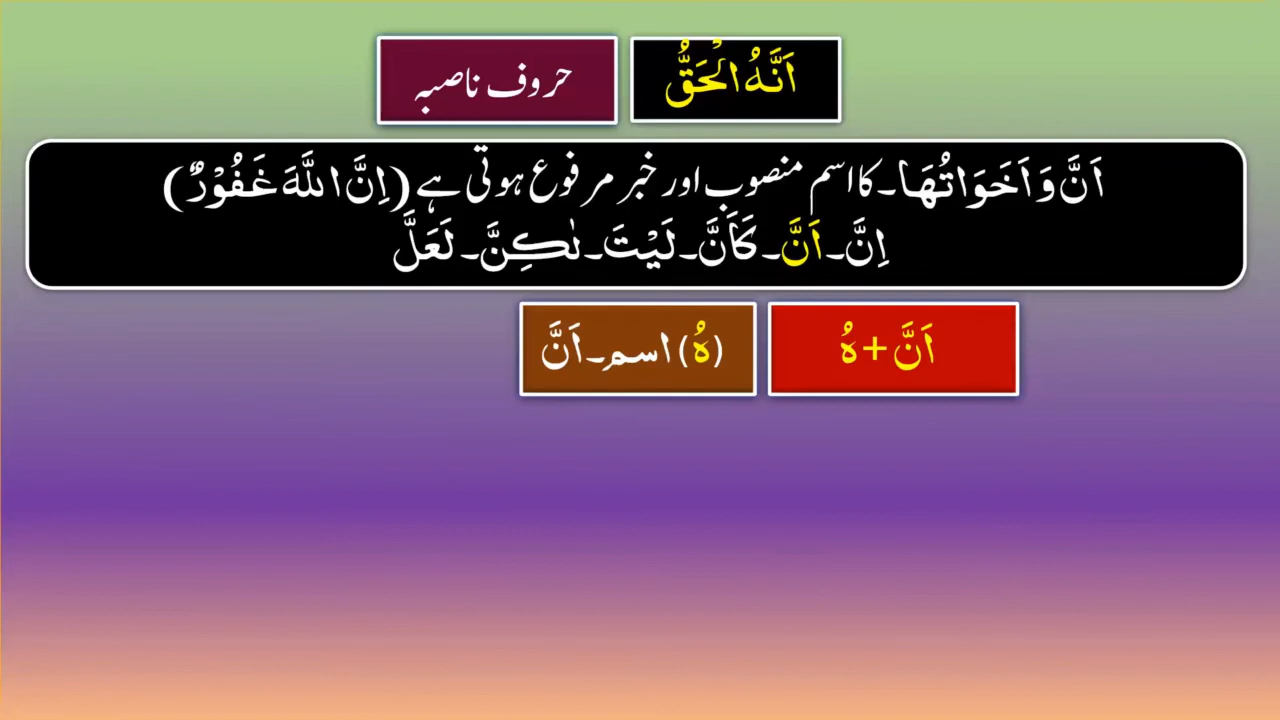 اَنَّهُ الْحَقُّ حروف ناصبہ
اَنَّ وَ اَخَوَاتُهَا۔ کا اسم منصوب اور خبر مرفوع ہوتی ہے (اِنَّ اللَّهَ غَفُوْرٌ)
اِنَّ۔ اَنَّ۔ کَاَنَّ۔ لَیْتَ۔ لٰکِنَّ۔ لَعَلَّ
اَنَّ + هُ (هُ) اسم۔ اَنَّ